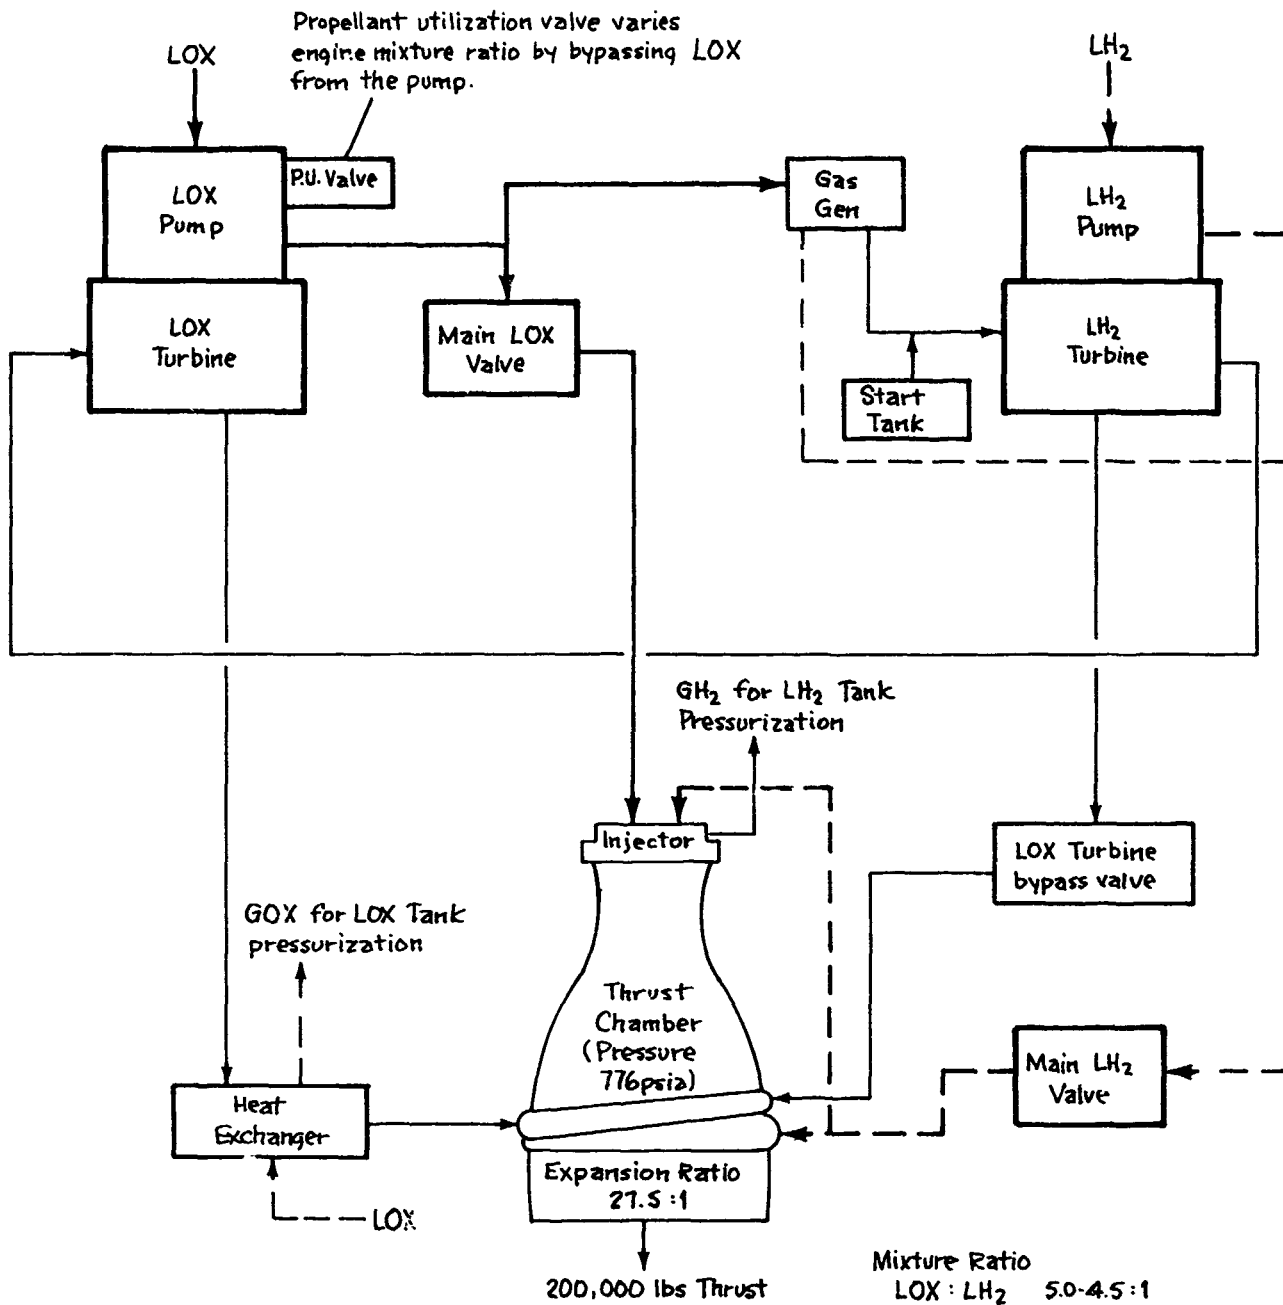 Propellant utilization valve varies
engine mixture ratio by bypassing LOX
from the pump.
LOX
LH₂
P.U. Valve
LOX
Pump
Gas
Gen
LH₂
Pump
LOX
Turbine
Main LOX
Valve
LH₂
Turbine
Start
Tank
GH₂ for LH₂ Tank
Pressurization
Injector
LOX Turbine
bypass valve
GOX for LOX Tank
pressurization
Thrust
Chamber
(Pressure
776psia)
Main LH₂
Valve
Heat
Exchanger
Expansion Ratio
27.5:1
LOX
200,000 lbs Thrust
Mixture Ratio
LOX : LH₂ 5.0-4.5:1